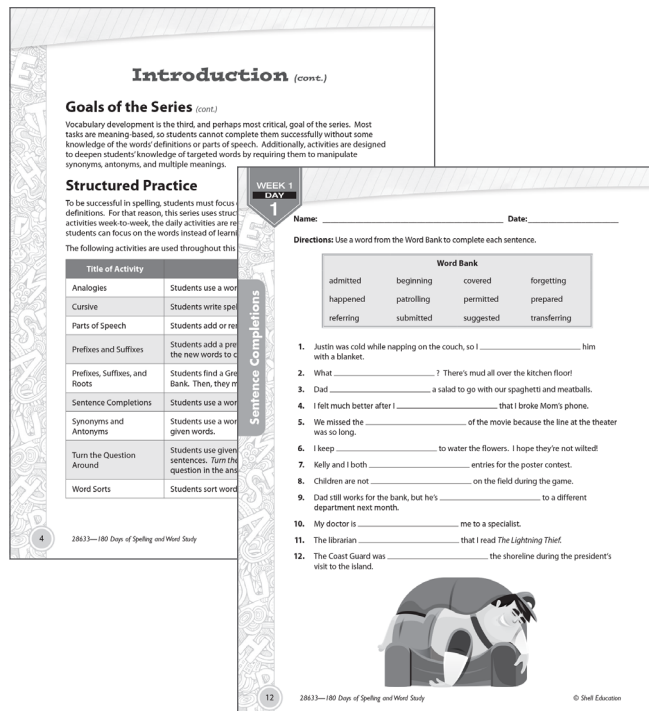 Introduction (cont.)
Goals of the Series (cont.)
Vocabulary development is the third, and perhaps most critical, goal of the series. Most
tasks are meaning-based, so students cannot complete them successfully without some
knowledge of the words' definitions or parts of speech. Additionally, activities are designed
to deepen students' knowledge of targeted words by requiring them to manipulate
synonyms, antonyms, and multiple meanings.
Structured Practice
To be successful in spelling, students must focus
definitions. For that reason, this series uses
activities week-to-week, the daily activities are
students can focus on the words instead of
The following activities are used throughout this
Title of Activity
Analogies
Students use a
Cursive
Students write
Parts of Speech
Students add or
Prefixes and Suffixes
Students add a
the new words to
Prefixes, Suffixes, and
Roots
Students find a
Bank. Then, they
Sentence Completions
Students use a
Synonyms and
Antonyms
Students use a
given words.
Turn the Question
Around
Students use given
sentences. Turn the
question in the
Word Sorts
Students sort
4
28633—180 Days of Spelling and Word Study
WEEK 1
DAY
1
Sentence Completions
Name: Date:
Directions: Use a word from the Word Bank to complete each sentence.
Word Bank
admitted beginning covered forgetting
happened patrolling permitted prepared
referring submitted suggested transferring
1. Justin was cold while napping on the couch, so I ____ him
with a blanket.
2. What ____ ? There's mud all over the kitchen floor!
3. Dad ____ a salad to go with our spaghetti and meatballs.
4. I felt much better after I ____ that I broke Mom's phone.
5. We missed the ____ of the movie because the line at the theater
was so long.
6. I keep ____ to water the flowers. I hope they're not wilted!
7. Kelly and I both ____ entries for the poster contest.
8. Children are not ____ on the field during the game.
9. Dad still works for the bank, but he's ____ to a different
department next month.
10. My doctor is ____ me to a specialist.
11. The librarian ____ that I read The Lightning Thief.
12. The Coast Guard was ____ the shoreline during the president's
visit to the island.
12
28633—180 Days of Spelling and Word Study
© Shell Education